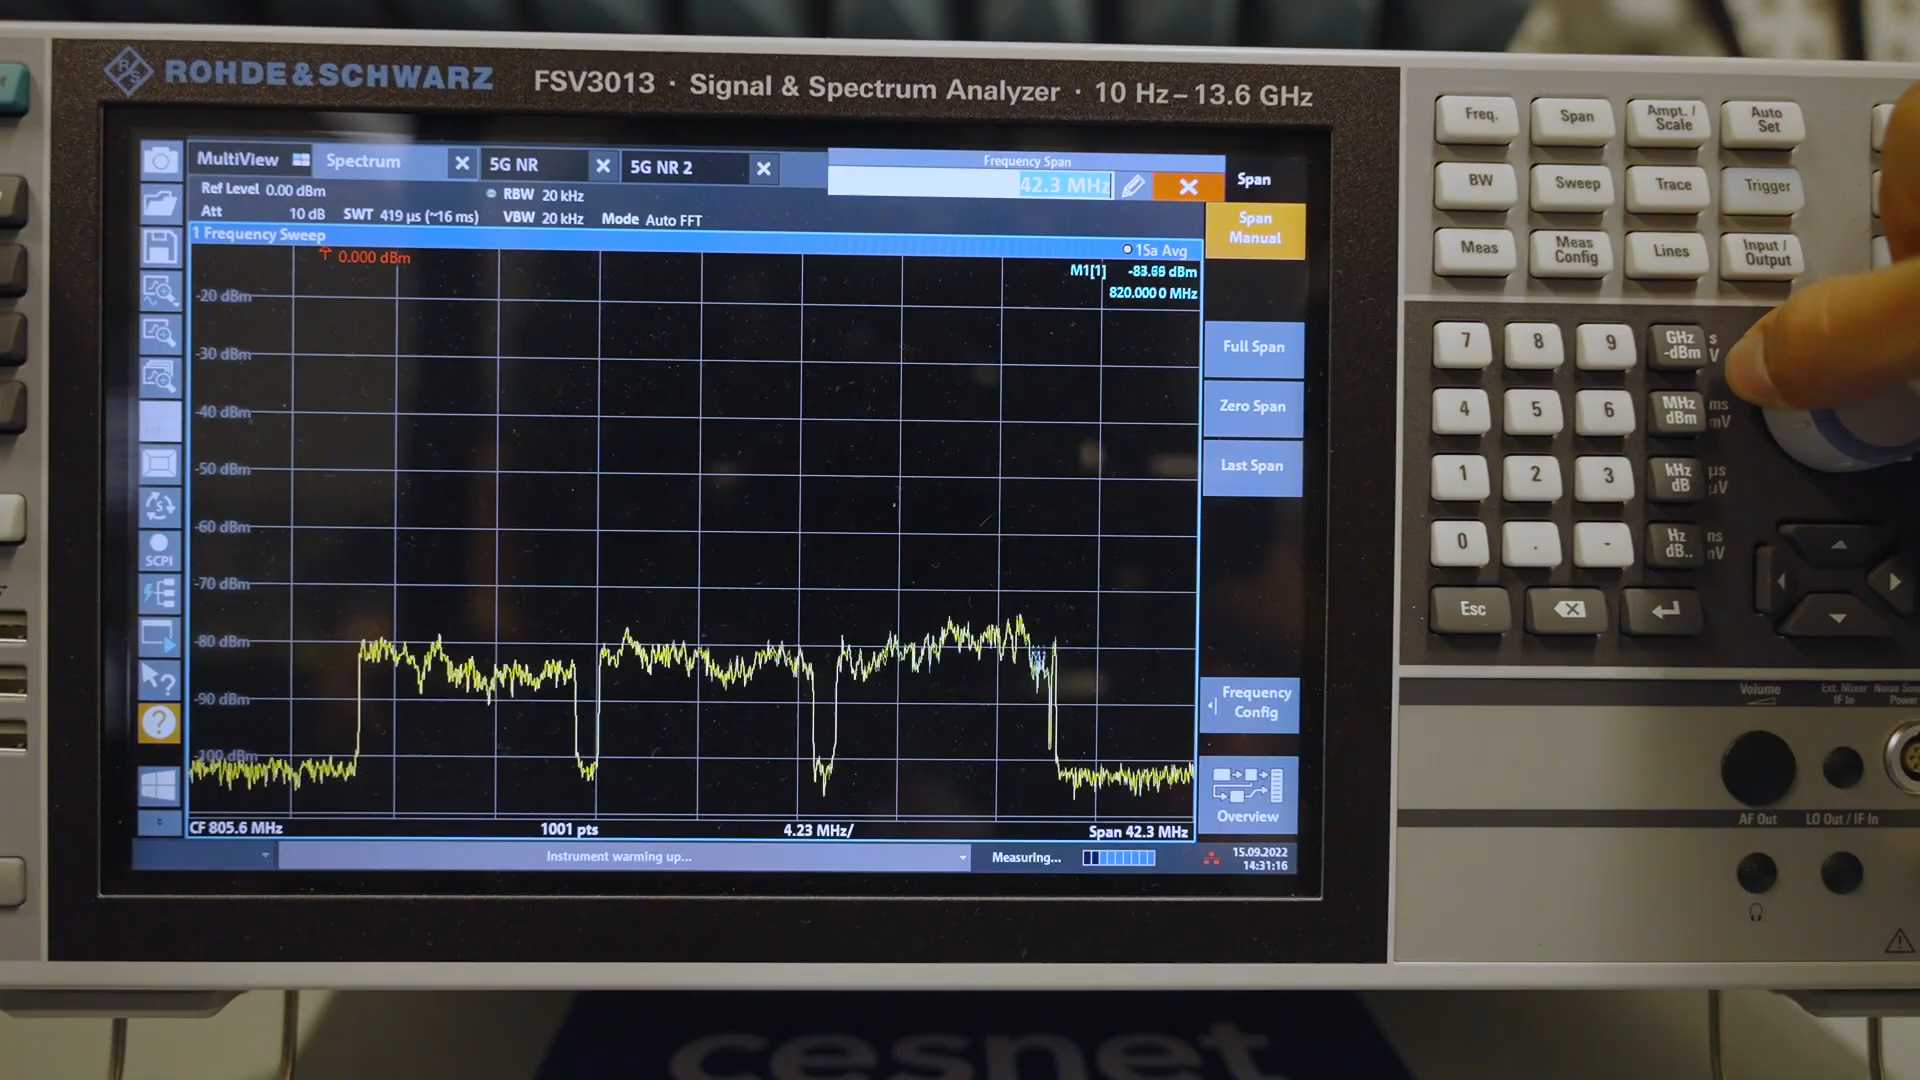 ROHDE & SCHWARZ
FSV3013 · Signal & Spectrum Analyzer · 10 Hz – 13.6 GHz
MultiView
Spectrum
5G NR
5G NR 2
Frequency Span
42.3 MHz
Span
Ref Level 0.00 dBm
RBW 20 kHz
Att 10 dB SWT 419 µs (~16 ms) VBW 20 kHz Mode Auto FFT
Span Manual
1 Frequency Sweep
1Sa Avg
0.000 dBm
M1[1] -83.69 dBm
820.0000 MHz
-20 dBm
-30 dBm
-40 dBm
-50 dBm
-60 dBm
-70 dBm
-80 dBm
-90 dBm
-100 dBm
Full Span
Zero Span
Last Span
Frequency Config
Overview
SCPI
CF 805.6 MHz
1001 pts
4.23 MHz/
Span 42.3 MHz
Instrument warming up...
Measuring...
15.09.2022
14:31:16
Freq.
Span
Ampt. / Scale
Auto Set
BW
Sweep
Trace
Trigger
Meas
Meas Config
Lines
Input / Output
7
8
9
GHz -dBm
s V
4
5
6
MHz dBm
ms mV
1
2
3
kHz dB
µs µV
0
.
-
Hz dB..
ns nV
Esc
Volume
Ext. Mixer IF In
Noise Source Power
AF Out
LO Out / IF In
cesnet